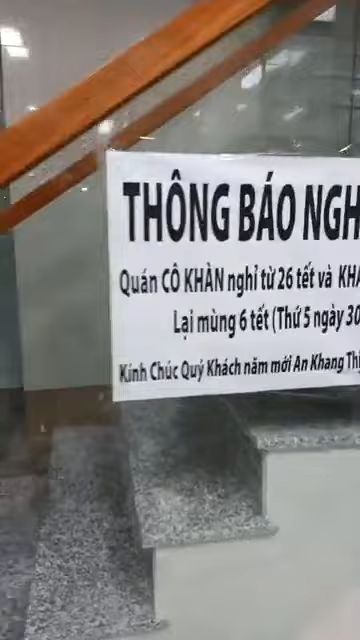 THÔNG BÁO NGH
Quán CÔ KHÀN nghỉ từ 26 tết và KHA
Lại mùng 6 tết (Thứ 5 ngày 30
Kính Chúc Quý Khách năm mới An Khang Thị